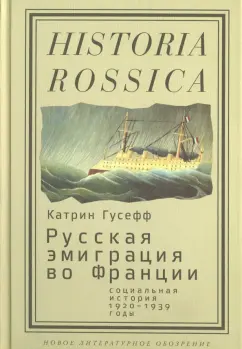 HISTORIA
ROSSICA
Катрин Гусефф
Русская
эмиграция
во Франции
социальная
история
1920–1939
годы
НОВОЕ ЛИТЕРАТУРНОЕ ОБОЗРЕНИЕ